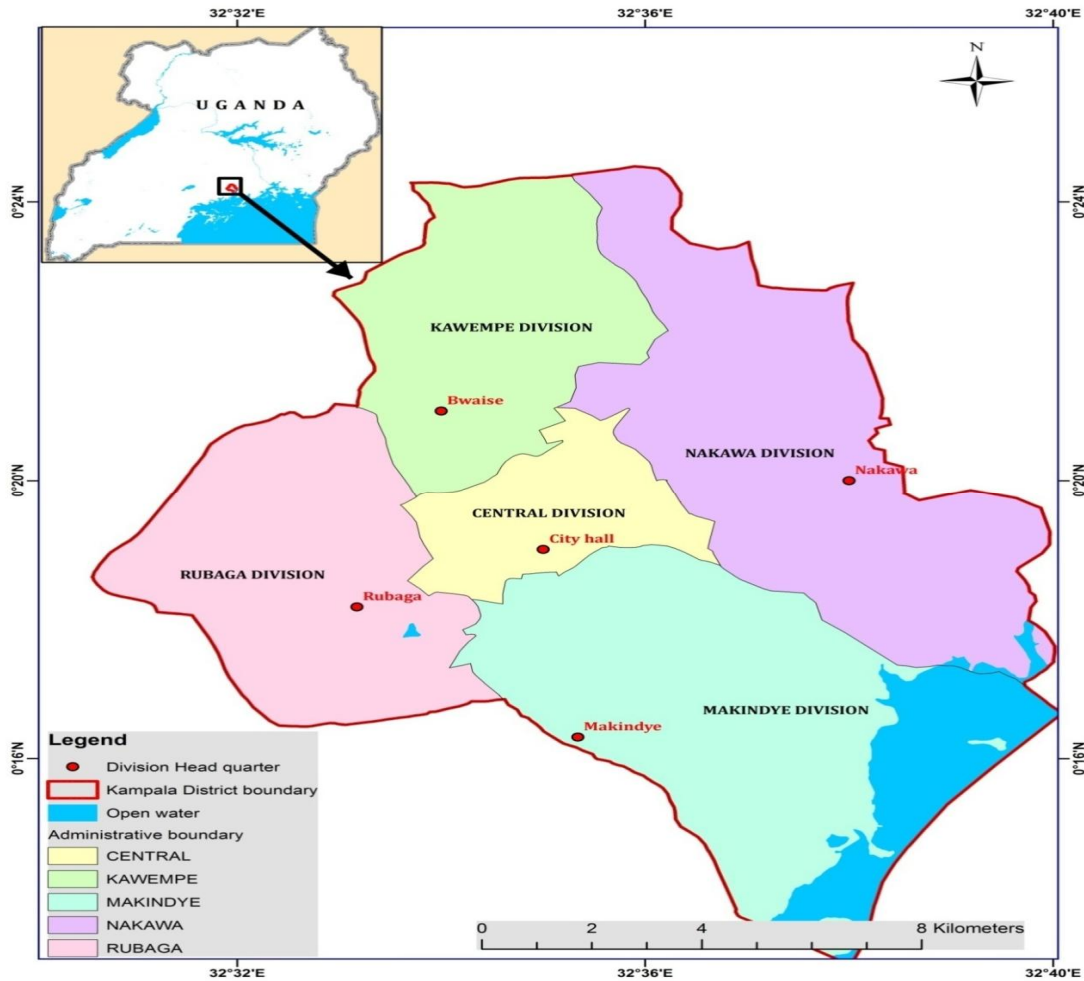 32°32'E 32°36'E 32°40'E
UGANDA
N
0°24'N 0°24'N
KAWEMPE DIVISION
Bwaise
NAKAWA DIVISION
Nakawa
0°20'N 0°20'N
CENTRAL DIVISION
City hall
RUBAGA DIVISION
Rubaga
MAKINDYE DIVISION
Makindye
0°16'N 0°16'N
Legend
Division Head quarter
Kampala District boundary
Open water
Administrative boundary
CENTRAL
KAWEMPE
MAKINDYE
NAKAWA
RUBAGA
0 2 4 8 Kilometers
32°32'E 32°36'E 32°40'E